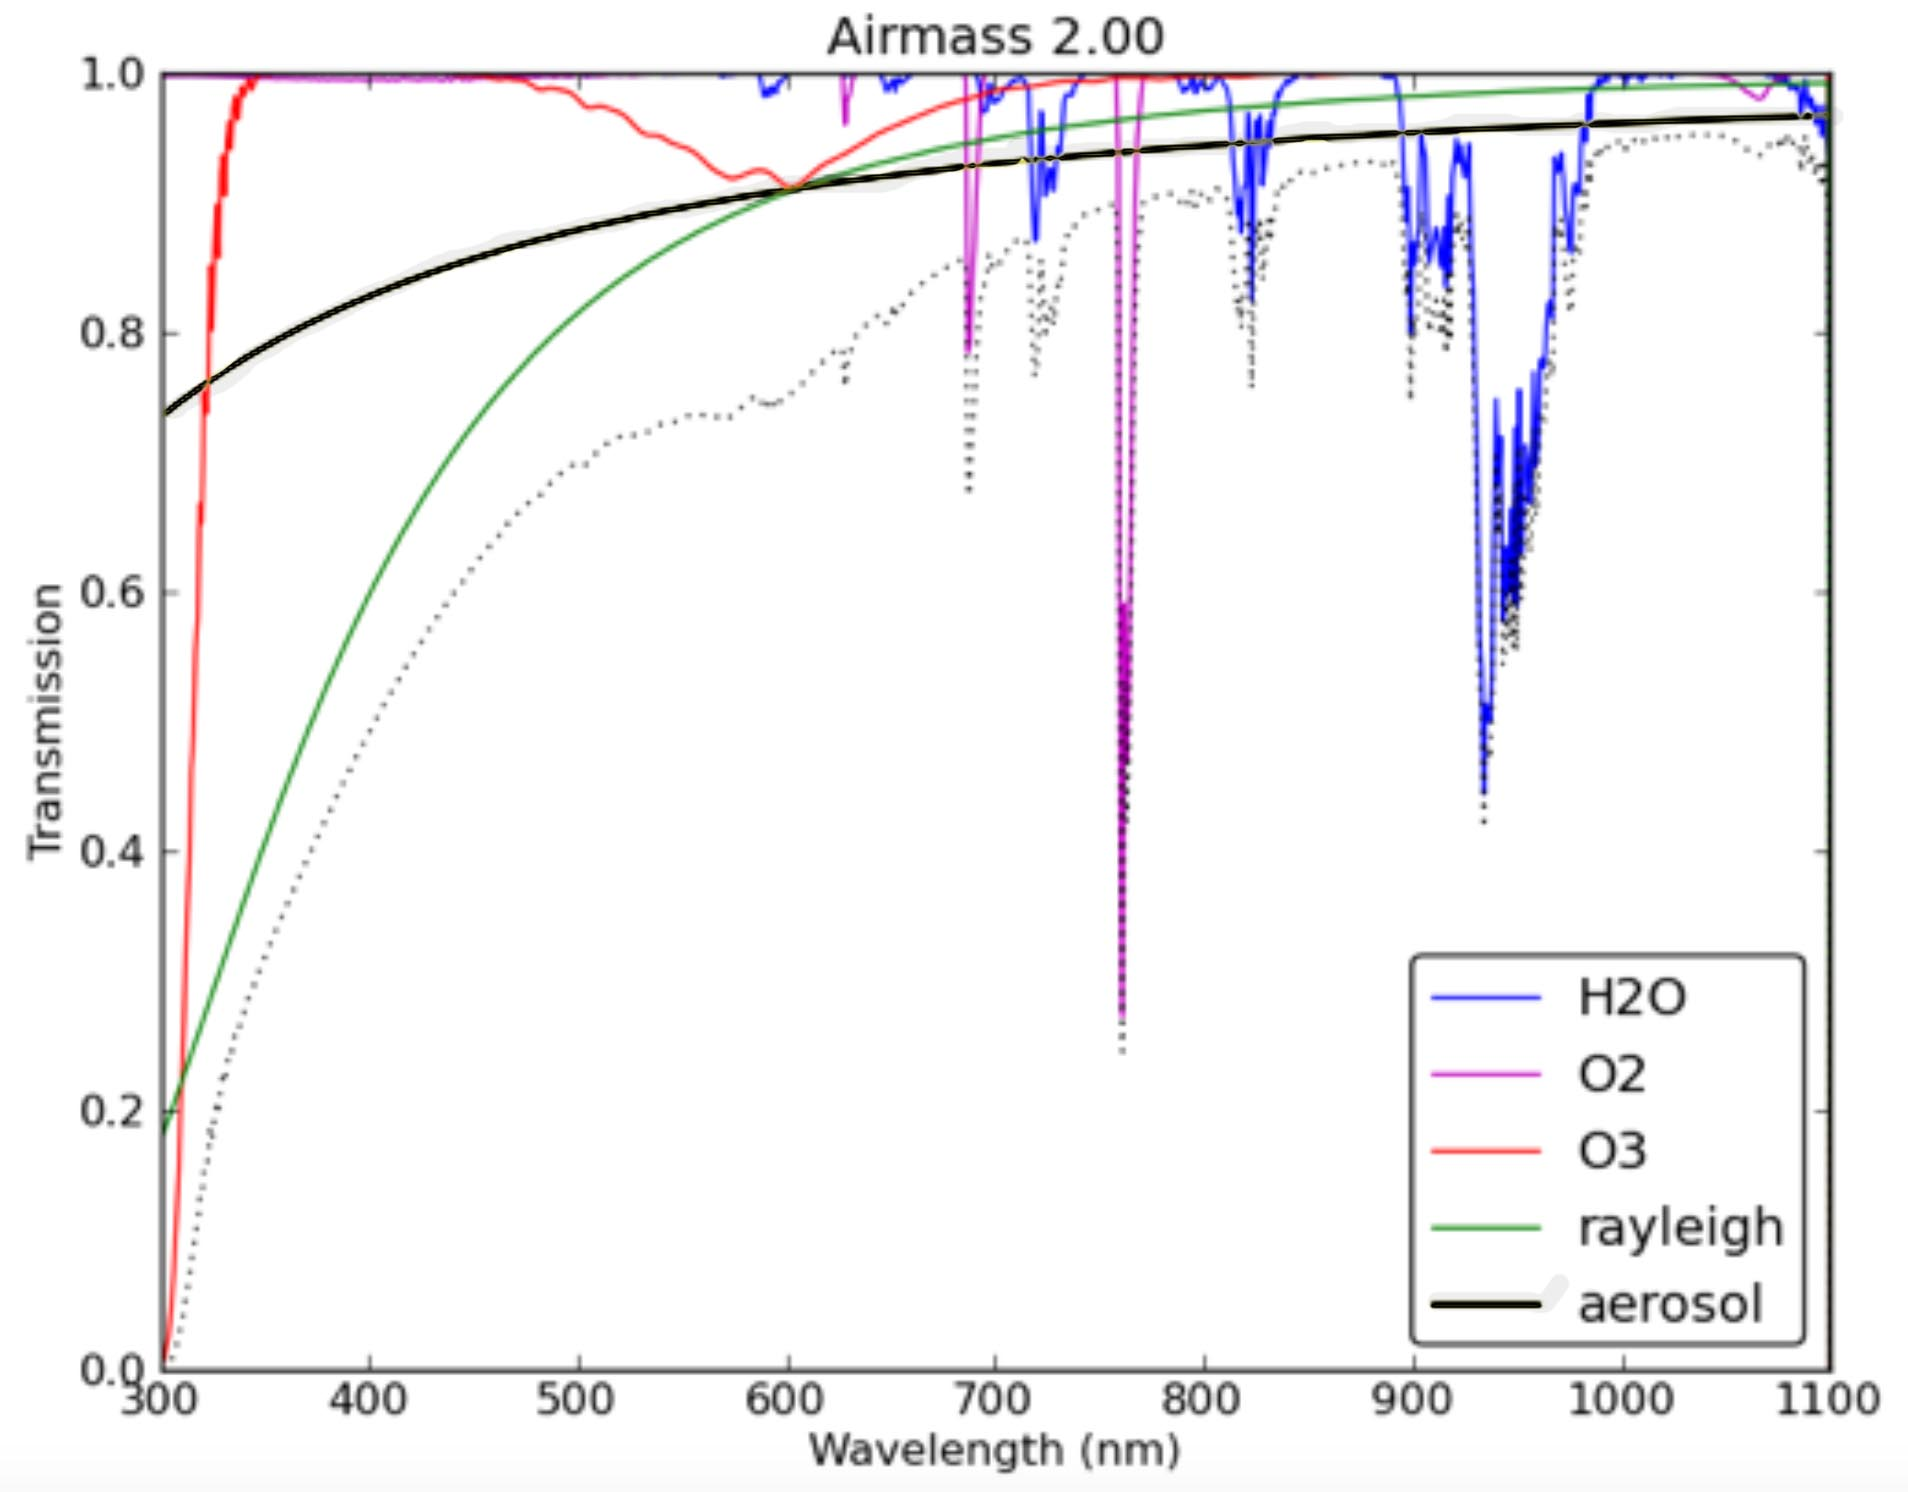 Airmass 2.00
1.0
0.8
0.6
0.4
0.2
0.0
Transmission
300 400 500 600 700 800 900 1000 1100
Wavelength (nm)
H2O
O2
O3
rayleigh
aerosol